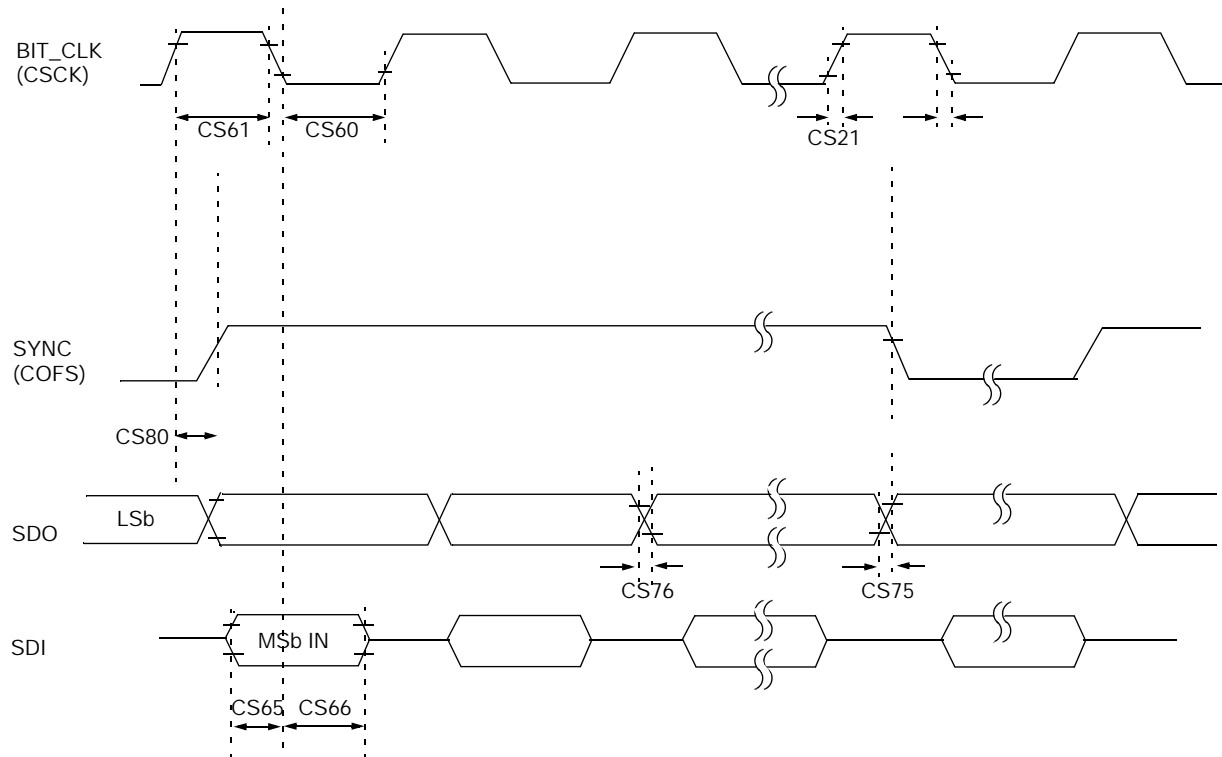 BIT_CLK
(CSCK)
CS61
CS60
CS21
SYNC
(COFS)
CS80
LSb
SDO
CS76
CS75
MSb IN
SDI
CS65
CS66